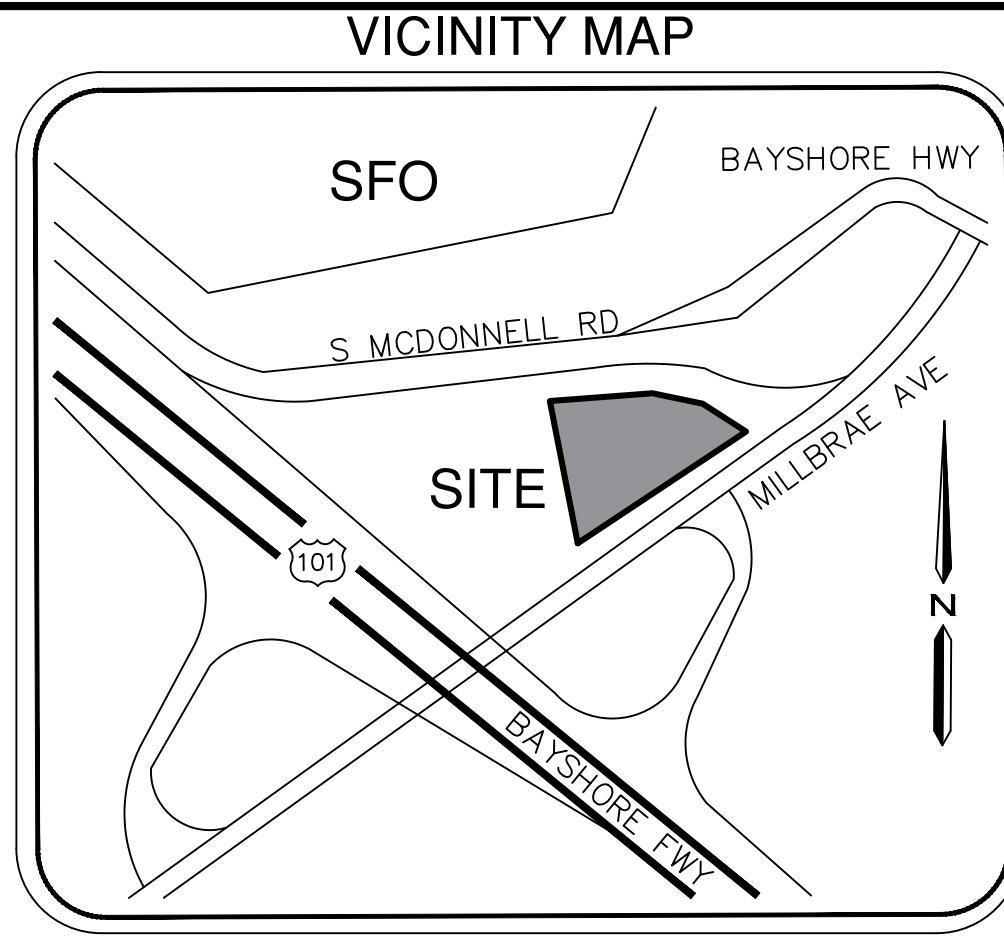 VICINITY MAP
SFO
BAYSHORE HWY
S MCDONNELL RD
MILLBRAE AVE
SITE
101
N
BAYSHORE FWY